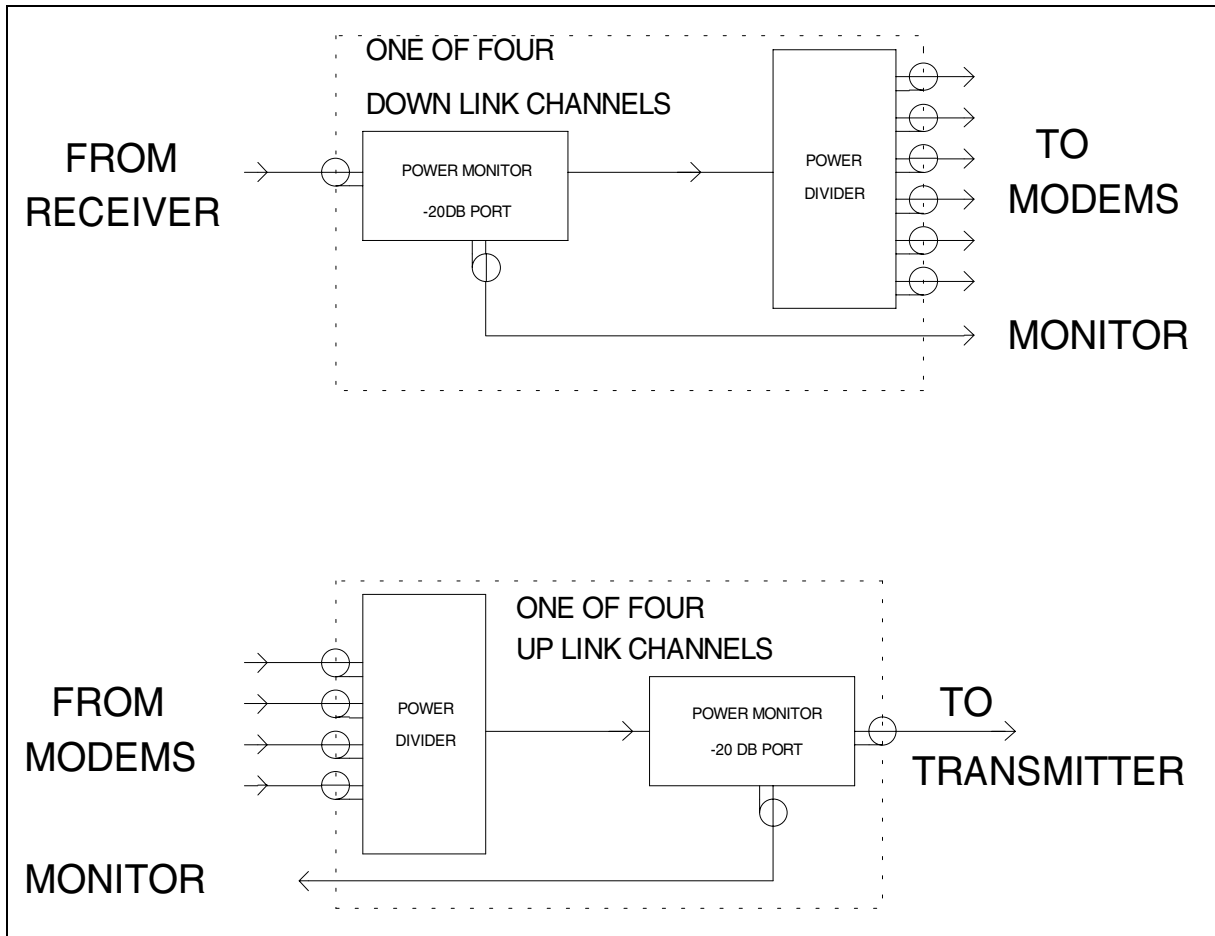 ONE OF FOUR
DOWN LINK CHANNELS
FROM
RECEIVER
POWER MONITOR
-20DB PORT
POWER
DIVIDER
TO
MODEMS
MONITOR
ONE OF FOUR
UP LINK CHANNELS
FROM
MODEMS
POWER
DIVIDER
POWER MONITOR
-20 DB PORT
TO
TRANSMITTER
MONITOR